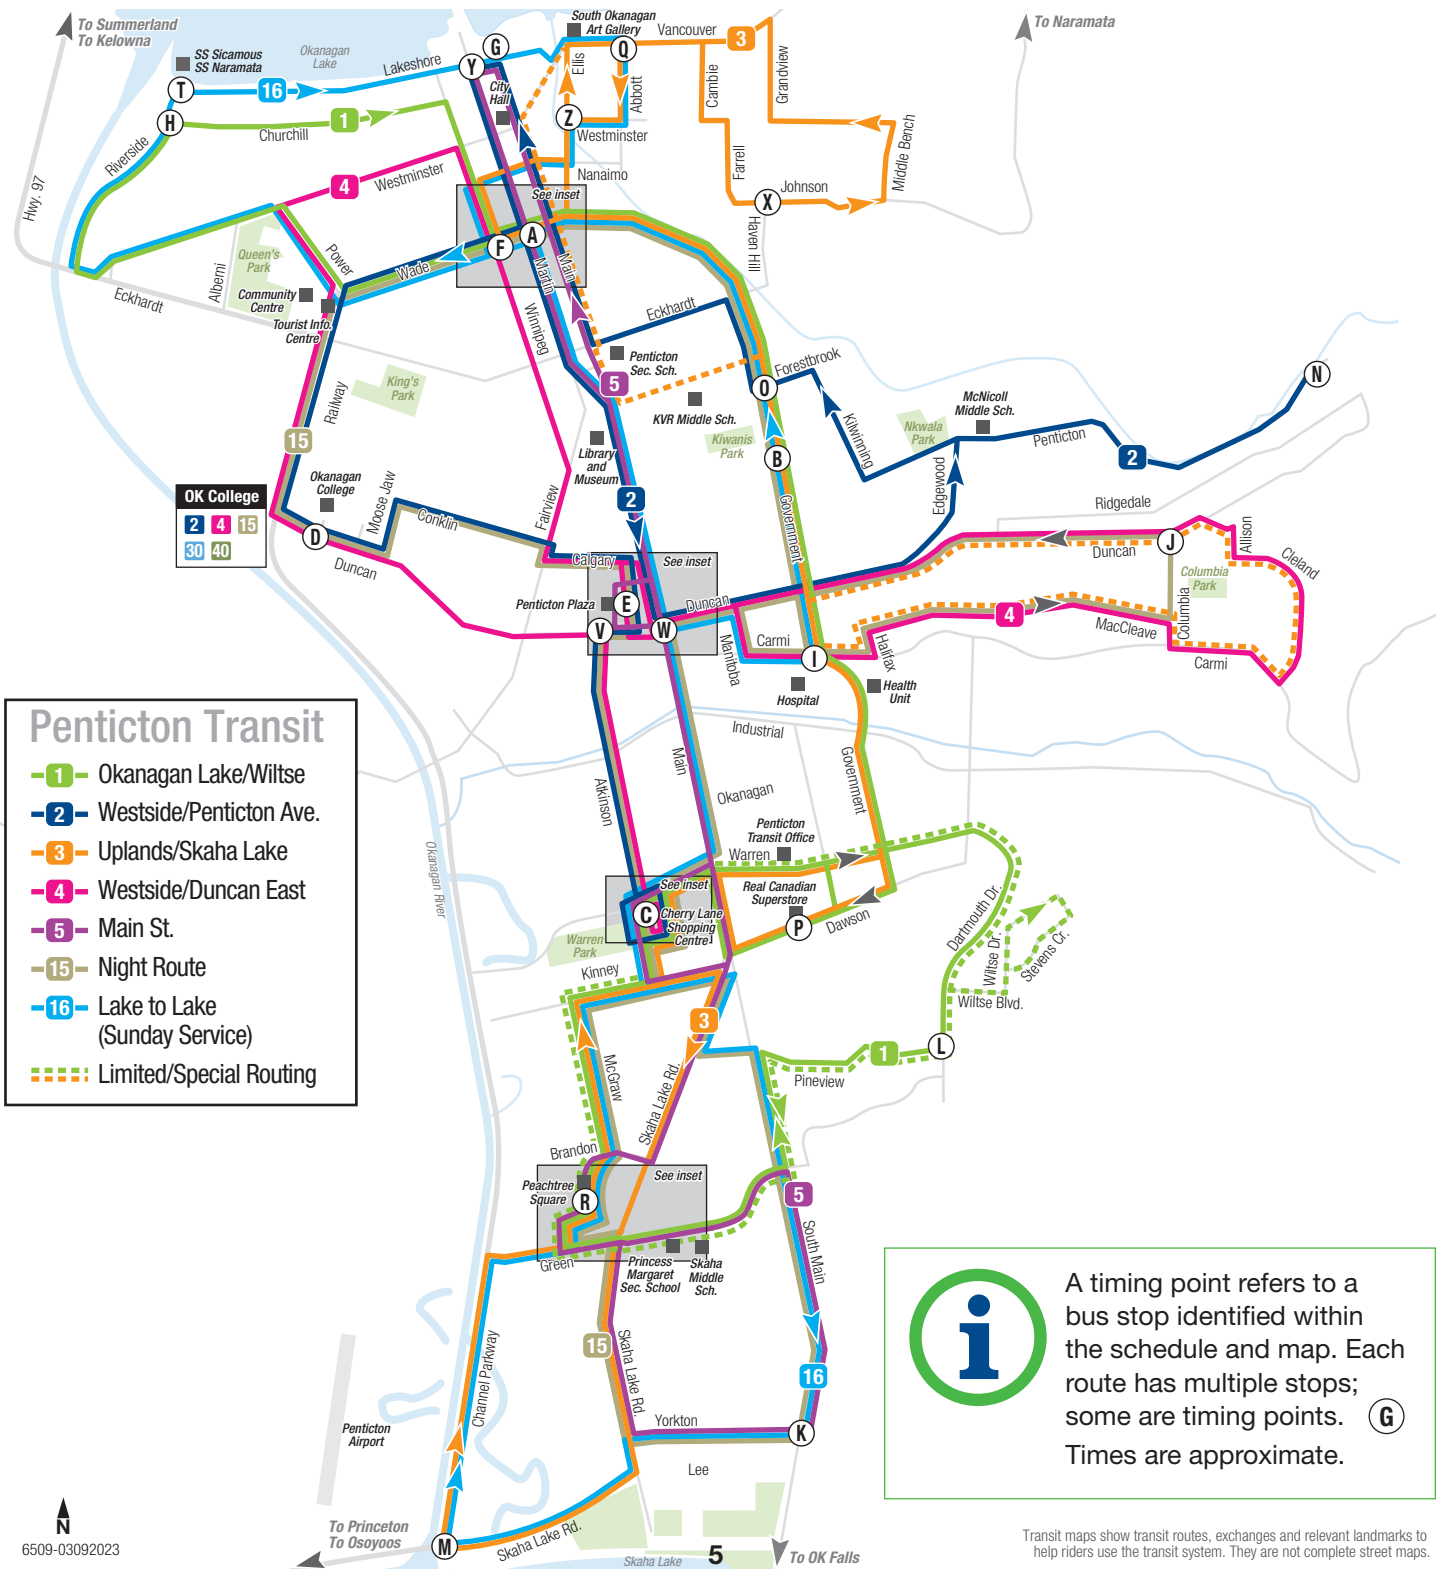 To Summerland
To Kelowna
SS Sicamous
SS Naramata
Okanagan
Lake
Lakeshore
South Okanagan
Art Gallery
Vancouver
3
To Naramata
G
Y
Q
T
16
City
Hall
Ellis
Abbott
Cambie
Grandview
H
Churchill
1
Z
Westminster
Riverside
4
Westminster
Nanaimo
Farrell
Johnson
Middle Bench
X
Hwy. 97
See inset
Haven Hill
F
A
Queen's
Park
Power
Wade
Martin
Main
Alberni
Eckhardt
Community
Centre
Tourist Info.
Centre
Winnipeg
Eckhardt
Penticton
Sec. Sch.
5
King's
Park
Railway
O
Forestbrook
N
KVR Middle Sch.
McNicoll
Middle Sch.
Kilwinning
Nkwala
Park
Kiwanis
Park
Penticton
2
15
Library
and
Museum
B
Okanagan
College
Moose Jaw
Conklin
Fairview
2
Government
Edgewood
Ridgedale
OK College
2 4 15
30 40
D
Duncan
Calgary
See inset
J
Duncan
Allison
Cleland
Columbia
Park
Penticton Plaza
E
Duncan
4
Columbia
MacCleave
V
W
Carmi
Manitoba
I
Halifax
Carmi
Hospital
Health
Unit
Industrial
Main
Atkinson
Government
Okanagan
Penticton
Transit Office
Warren
Okanagan River
Penticton Transit
1 Okanagan Lake/Wiltse
2 Westside/Penticton Ave.
3 Uplands/Skaha Lake
4 Westside/Duncan East
5 Main St.
15 Night Route
16 Lake to Lake
(Sunday Service)
Limited/Special Routing
See inset
C
Cherry Lane
Shopping
Centre
Real Canadian
Superstore
P
Dawson
Warren
Park
Kinney
Dartmouth Dr.
Wiltse Dr.
Stevens Cr.
Wiltse Blvd.
3
L
1
Pineview
McGraw
Skaha Lake Rd.
Brandon
See inset
Peachtree
Square
R
5
South Main
Green
Princess
Margaret
Sec. School
Skaha
Middle
Sch.
Channel Parkway
15
Skaha Lake Rd.
16
Yorkton
K
Penticton
Airport
Lee
M
Skaha Lake Rd.
To Princeton
To Osoyoos
Skaha Lake
5
To OK Falls
N
6509-03092023
A timing point refers to a
bus stop identified within
the schedule and map. Each
route has multiple stops;
some are timing points. G
Times are approximate.
Transit maps show transit routes, exchanges and relevant landmarks to
help riders use the transit system. They are not complete street maps.